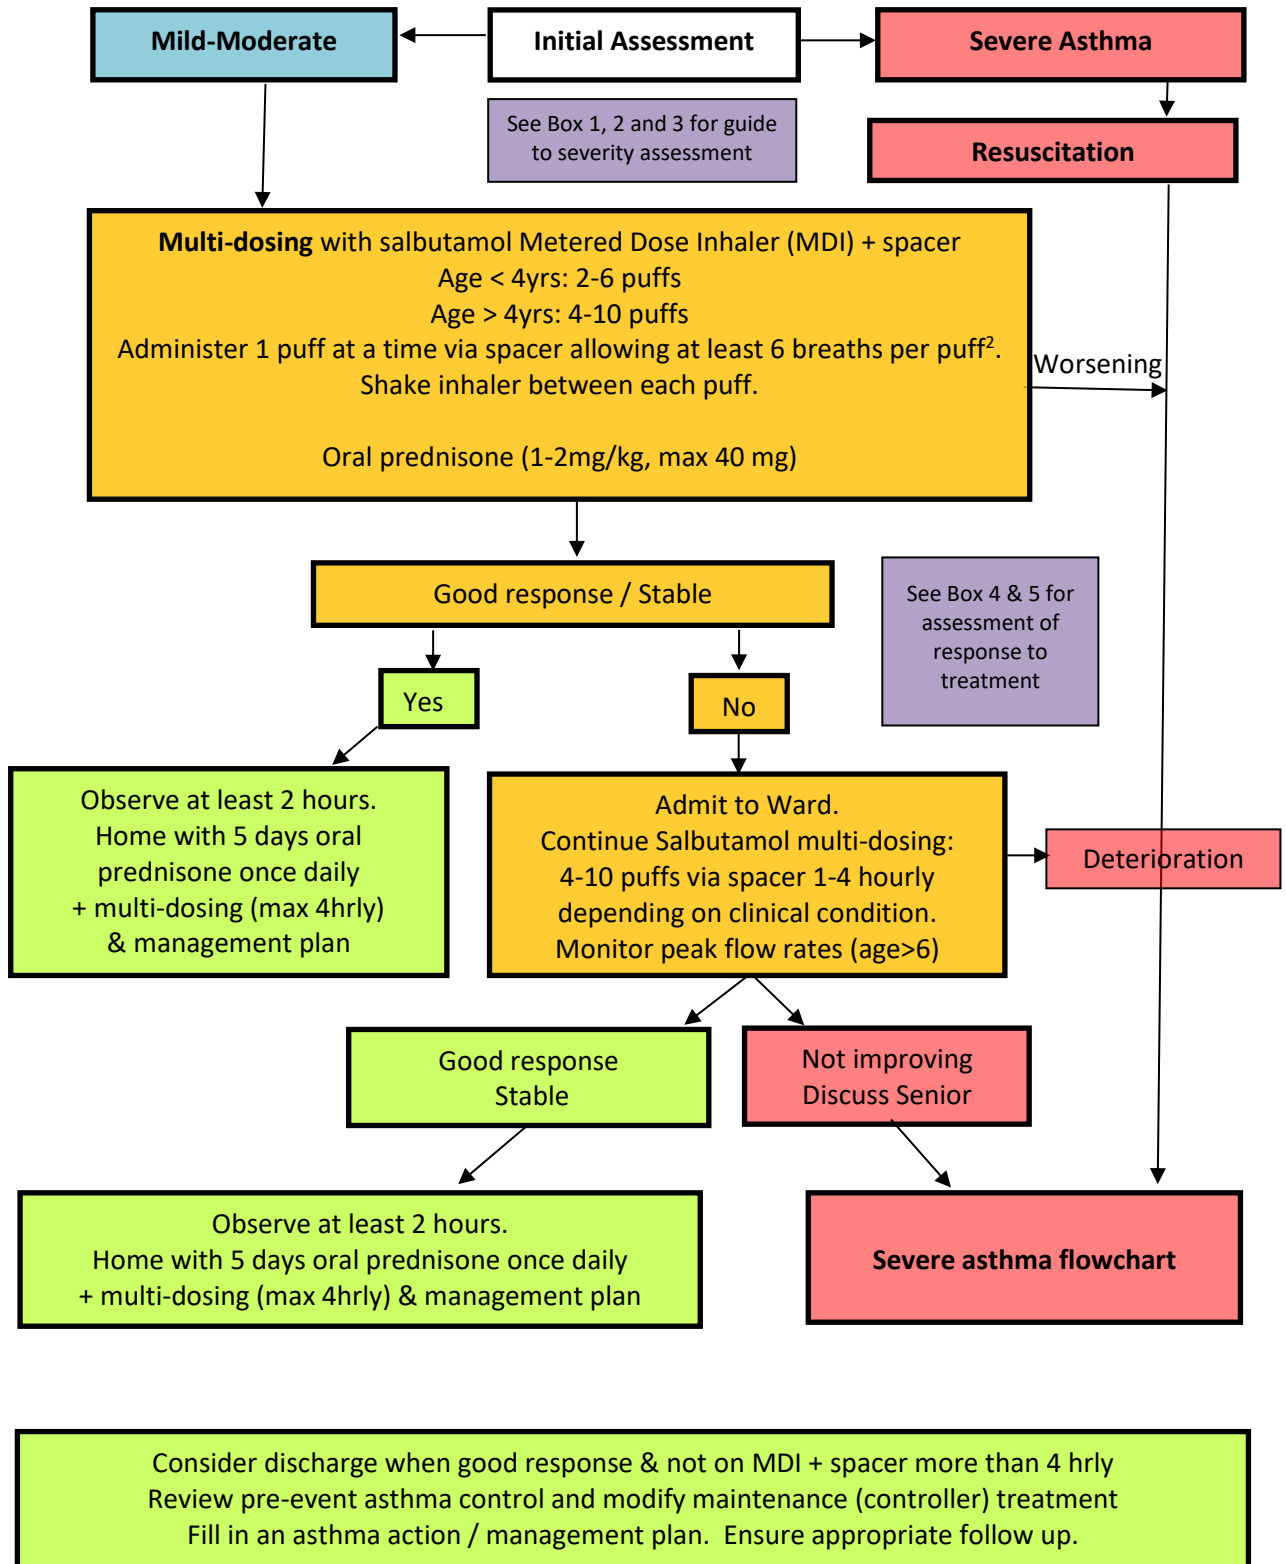 Mild-Moderate
Initial Assessment
Severe Asthma
See Box 1, 2 and 3 for guide
to severity assessment
Resuscitation
Multi-dosing with salbutamol Metered Dose Inhaler (MDI) + spacer
Age < 4yrs: 2-6 puffs
Age > 4yrs: 4-10 puffs
Administer 1 puff at a time via spacer allowing at least 6 breaths per puff².
Shake inhaler between each puff.
Oral prednisone (1-2mg/kg, max 40 mg)
Worsening
Good response / Stable
See Box 4 & 5 for
assessment of
response to
treatment
Yes
No
Observe at least 2 hours.
Home with 5 days oral
prednisone once daily
+ multi-dosing (max 4hrly)
& management plan
Admit to Ward.
Continue Salbutamol multi-dosing:
4-10 puffs via spacer 1-4 hourly
depending on clinical condition.
Monitor peak flow rates (age>6)
Deterioration
Good response
Stable
Not improving
Discuss Senior
Observe at least 2 hours.
Home with 5 days oral prednisone once daily
+ multi-dosing (max 4hrly) & management plan
Severe asthma flowchart
Consider discharge when good response & not on MDI + spacer more than 4 hrly
Review pre-event asthma control and modify maintenance (controller) treatment
Fill in an asthma action / management plan. Ensure appropriate follow up.